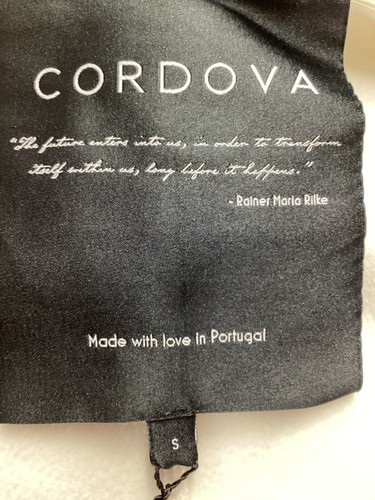 CORDOVA
"The future enters into us, in order to transform
itself within us, long before it happens."
- Rainer Maria Rilke
Made with love in Portugal
S